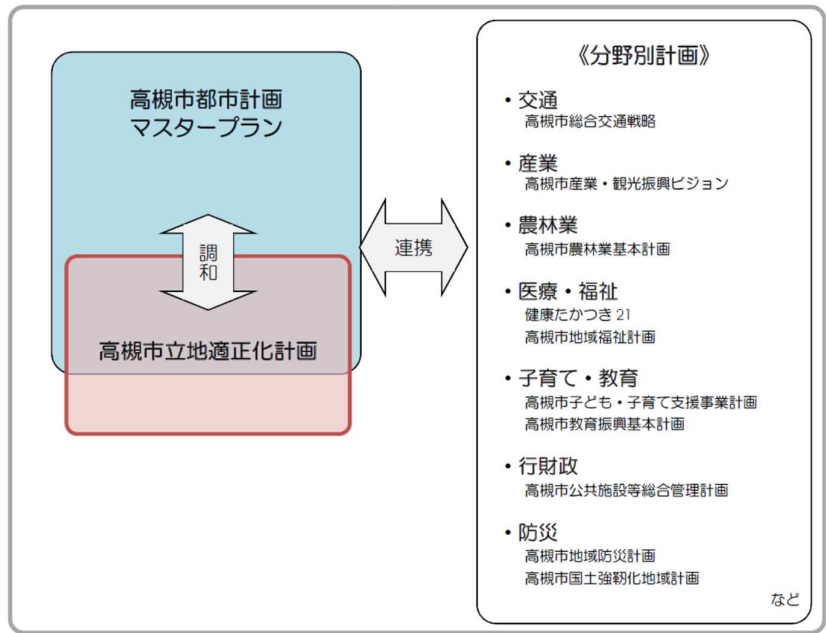 高槻市都市計画
マスタープラン
調和
高槻市立地適正化計画
連携
《分野別計画》
・交通
高槻市総合交通戦略
・産業
高槻市産業・観光振興ビジョン
・農林業
高槻市農林業基本計画
・医療・福祉
健康たかつき 21
高槻市地域福祉計画
・子育て・教育
高槻市子ども・子育て支援事業計画
高槻市教育振興基本計画
・行財政
高槻市公共施設等総合管理計画
・防災
高槻市地域防災計画
高槻市国土強靭化地域計画
など